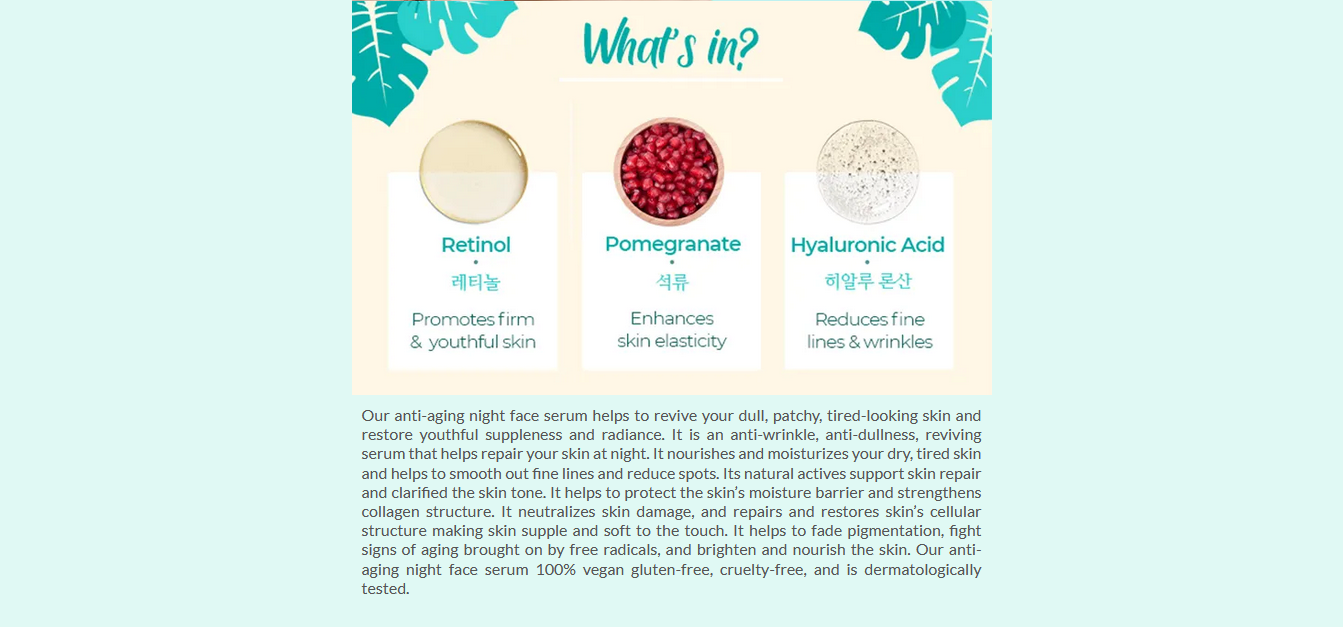 What's in?
Retinol
레티놀
Promotes firm
& youthful skin
Pomegranate
석류
Enhances
skin elasticity
Hyaluronic Acid
히알루 론산
Reduces fine
lines & wrinkles
Our anti-aging night face serum helps to revive your dull, patchy, tired-looking skin and
restore youthful suppleness and radiance. It is an anti-wrinkle, anti-dullness, reviving
serum that helps repair your skin at night. It nourishes and moisturizes your dry, tired skin
and helps to smooth out fine lines and reduce spots. Its natural actives support skin repair
and clarified the skin tone. It helps to protect the skin’s moisture barrier and strengthens
collagen structure. It neutralizes skin damage, and repairs and restores skin’s cellular
structure making skin supple and soft to the touch. It helps to fade pigmentation, fight
signs of aging brought on by free radicals, and brighten and nourish the skin. Our anti-
aging night face serum 100% vegan gluten-free, cruelty-free, and is dermatologically
tested.